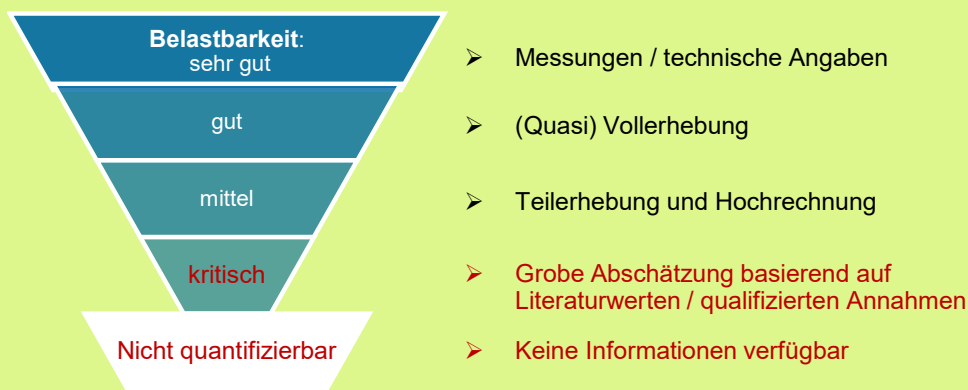 Belastbarkeit:
sehr gut
➢ Messungen / technische Angaben
gut
➢ (Quasi) Vollerhebung
mittel
➢ Teilerhebung und Hochrechnung
kritisch
➢ Grobe Abschätzung basierend auf
Literaturwerten / qualifizierten Annahmen
Nicht quantifizierbar
➢ Keine Informationen verfügbar